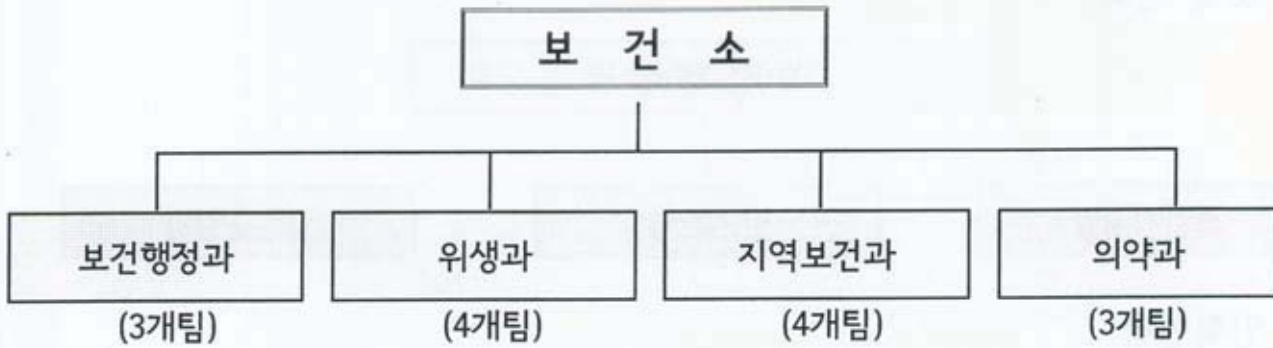 보 건 소
보건행정과 위생과 지역보건과 의약과
(3개팀) (4개팀) (4개팀) (3개팀)